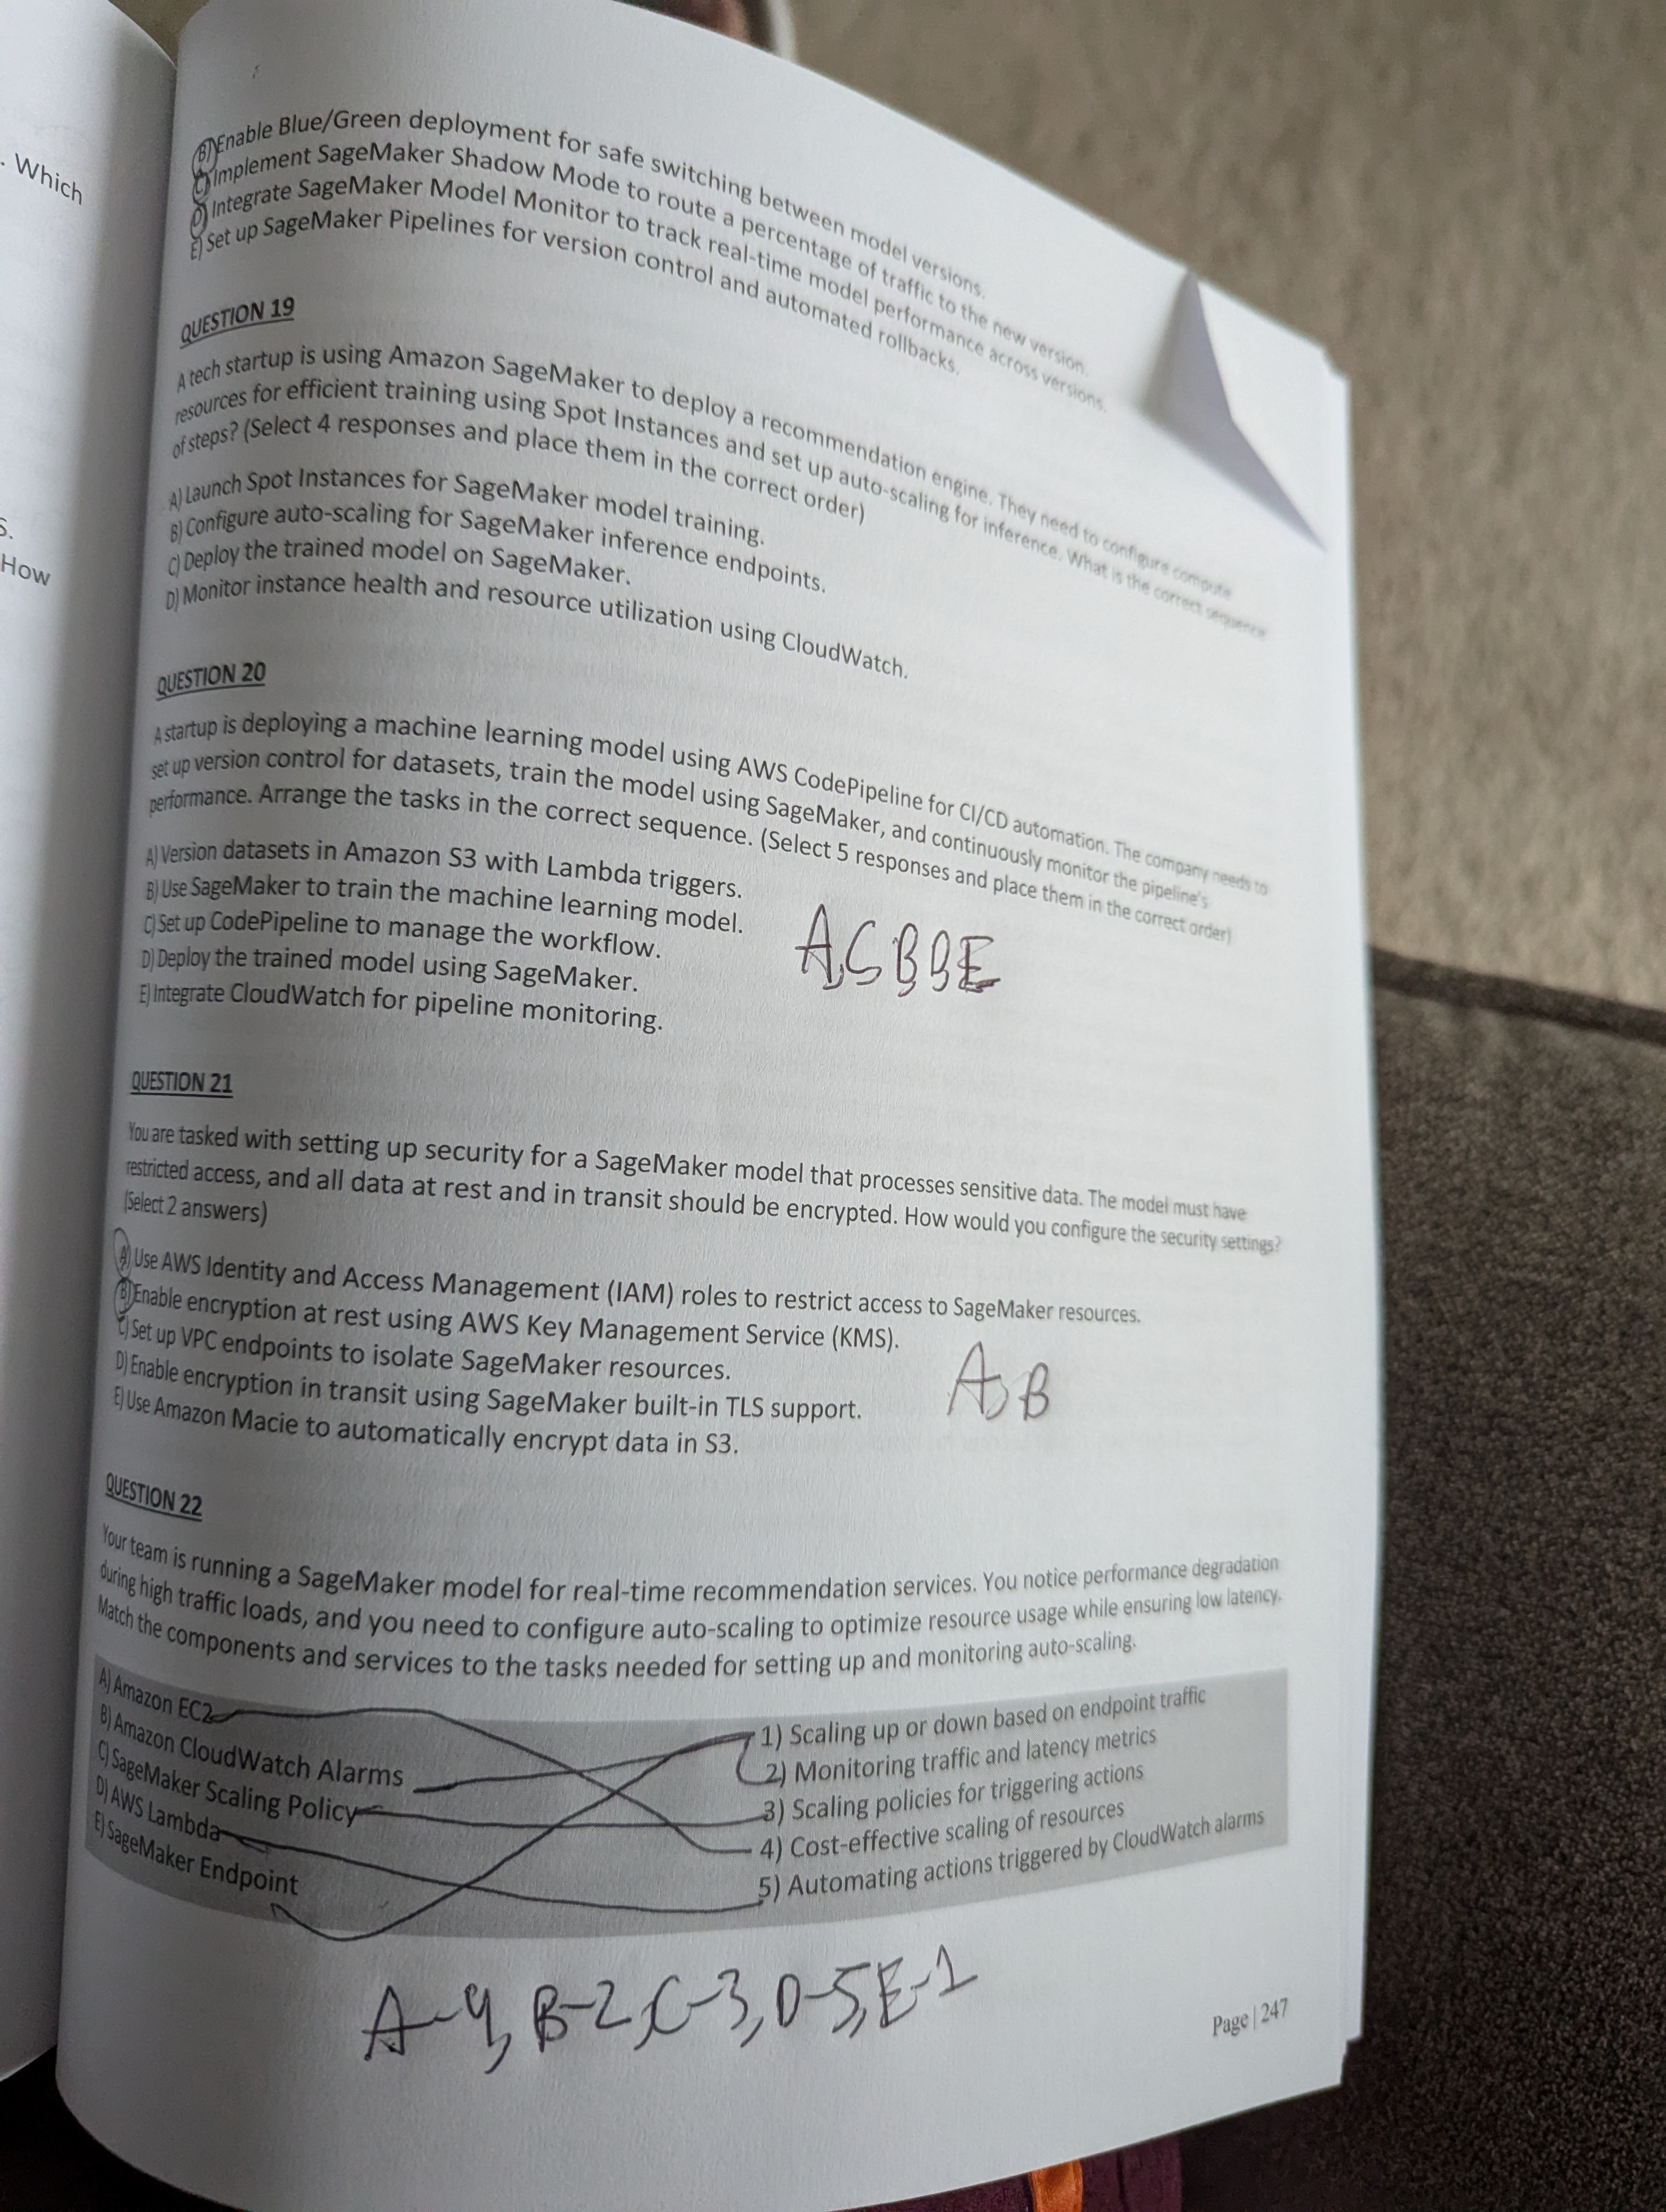 . Which
S.
How
B) Enable Blue/Green deployment for safe switching between model versions.
C) Implement SageMaker Shadow Mode to route a percentage of traffic to the new version.
D) Integrate SageMaker Model Monitor to track real-time model performance across versions.
E) Set up SageMaker Pipelines for version control and automated rollbacks.
QUESTION 19
A tech startup is using Amazon SageMaker to deploy a recommendation engine. They need to configure compute
resources for efficient training using Spot Instances and set up auto-scaling for inference. What is the correct sequence
of steps? (Select 4 responses and place them in the correct order)
A) Launch Spot Instances for SageMaker model training.
B) Configure auto-scaling for SageMaker inference endpoints.
C) Deploy the trained model on SageMaker.
D) Monitor instance health and resource utilization using CloudWatch.
QUESTION 20
A startup is deploying a machine learning model using AWS CodePipeline for CI/CD automation. The company needs to
set up version control for datasets, train the model using SageMaker, and continuously monitor the pipeline's
performance. Arrange the tasks in the correct sequence. (Select 5 responses and place them in the correct order)
A) Version datasets in Amazon S3 with Lambda triggers.
B) Use SageMaker to train the machine learning model.
C) Set up CodePipeline to manage the workflow.
D) Deploy the trained model using SageMaker.
E) Integrate CloudWatch for pipeline monitoring.
QUESTION 21
You are tasked with setting up security for a SageMaker model that processes sensitive data. The model must have
restricted access, and all data at rest and in transit should be encrypted. How would you configure the security settings?
(Select 2 answers)
A) Use AWS Identity and Access Management (IAM) roles to restrict access to SageMaker resources.
B) Enable encryption at rest using AWS Key Management Service (KMS).
C) Set up VPC endpoints to isolate SageMaker resources.
D) Enable encryption in transit using SageMaker built-in TLS support.
E) Use Amazon Macie to automatically encrypt data in S3.
A, B
QUESTION 22
Your team is running a SageMaker model for real-time recommendation services. You notice performance degradation
during high traffic loads, and you need to configure auto-scaling to optimize resource usage while ensuring low latency.
Match the components and services to the tasks needed for setting up and monitoring auto-scaling.
A) Amazon EC2
B) Amazon CloudWatch Alarms
C) SageMaker Scaling Policy
D) AWS Lambda
E) SageMaker Endpoint
1) Scaling up or down based on endpoint traffic
2) Monitoring traffic and latency metrics
3) Scaling policies for triggering actions
4) Cost-effective scaling of resources
5) Automating actions triggered by CloudWatch alarms
A-4, B-2, C-3, D-5, E-1
Page | 247